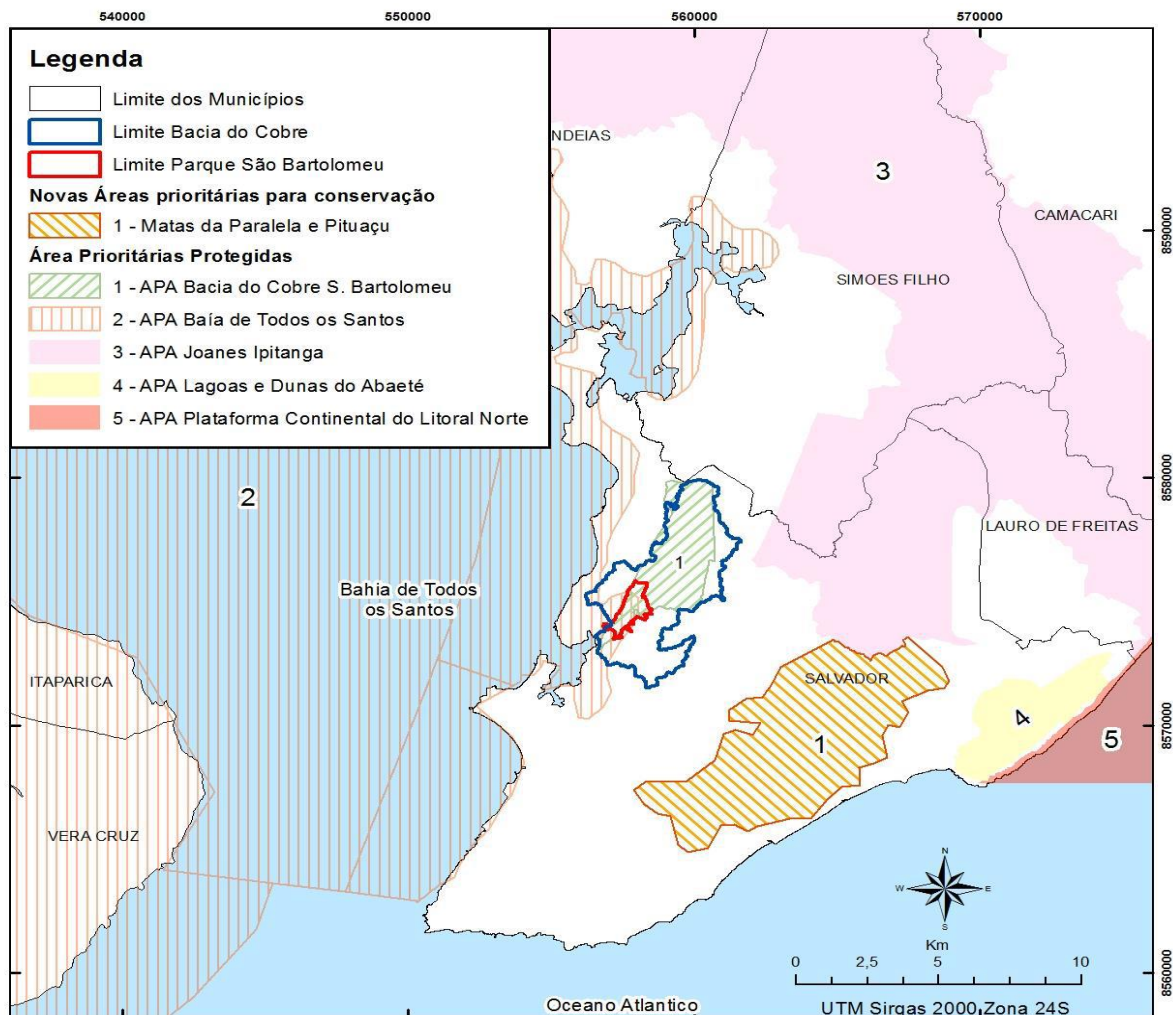 540000
550000
560000
570000
Legenda
Limite dos Municípios
Limite Bacia do Cobre
Limite Parque São Bartolomeu
Novas Áreas prioritárias para conservação
1 - Matas da Paralela e Pituaçu
Área Prioritárias Protegidas
1 - APA Bacia do Cobre S. Bartolomeu
2 - APA Baía de Todos os Santos
3 - APA Joanes Ipitanga
4 - APA Lagoas e Dunas do Abaeté
5 - APA Plataforma Continental do Litoral Norte
NDEIAS
3
CAMACARI
8590000
SIMOES FILHO
2
8580000
LAURO DE FREITAS
1
Bahia de Todos
os Santos
ITAPARICA
SALVADOR
4
8570000
1
5
VERA CRUZ
N
W
E
S
Km
0
2,5
5
10
8560000
Oceano Atlantico
UTM Sirgas 2000,Zona 24S